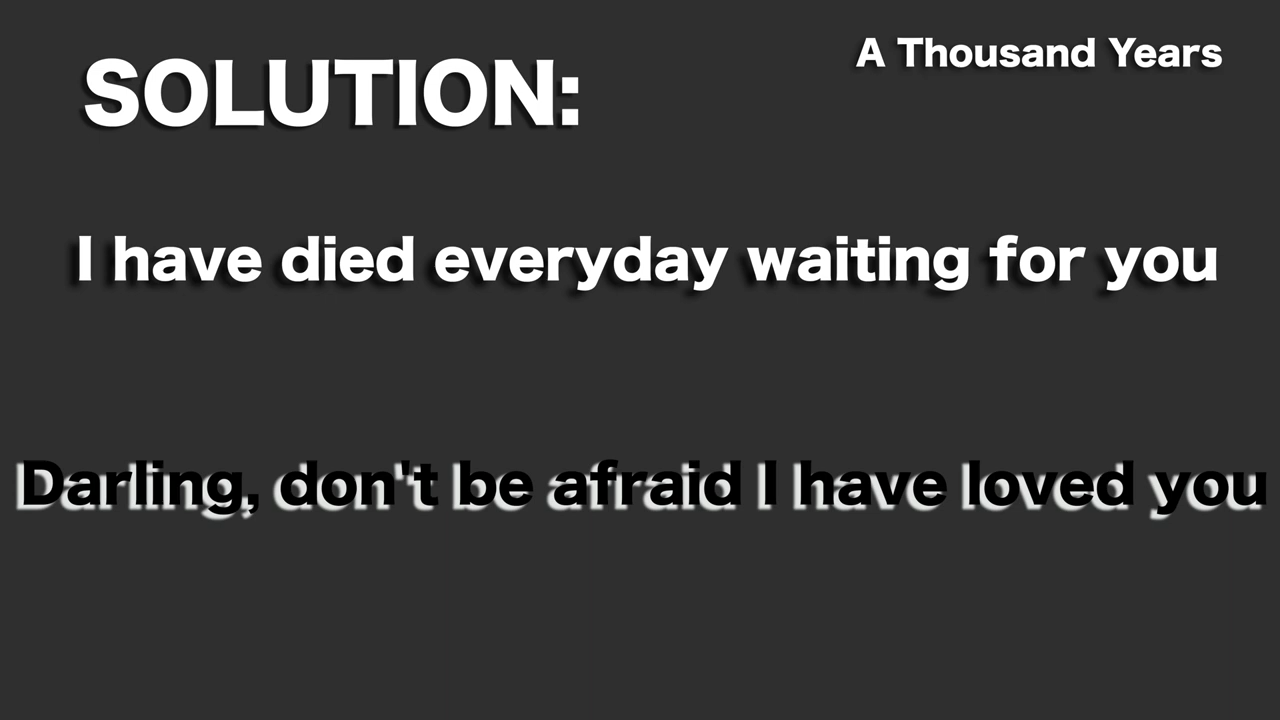 A Thousand Years
SOLUTION:
I have died everyday waiting for you
Darling, don't be afraid I have loved you